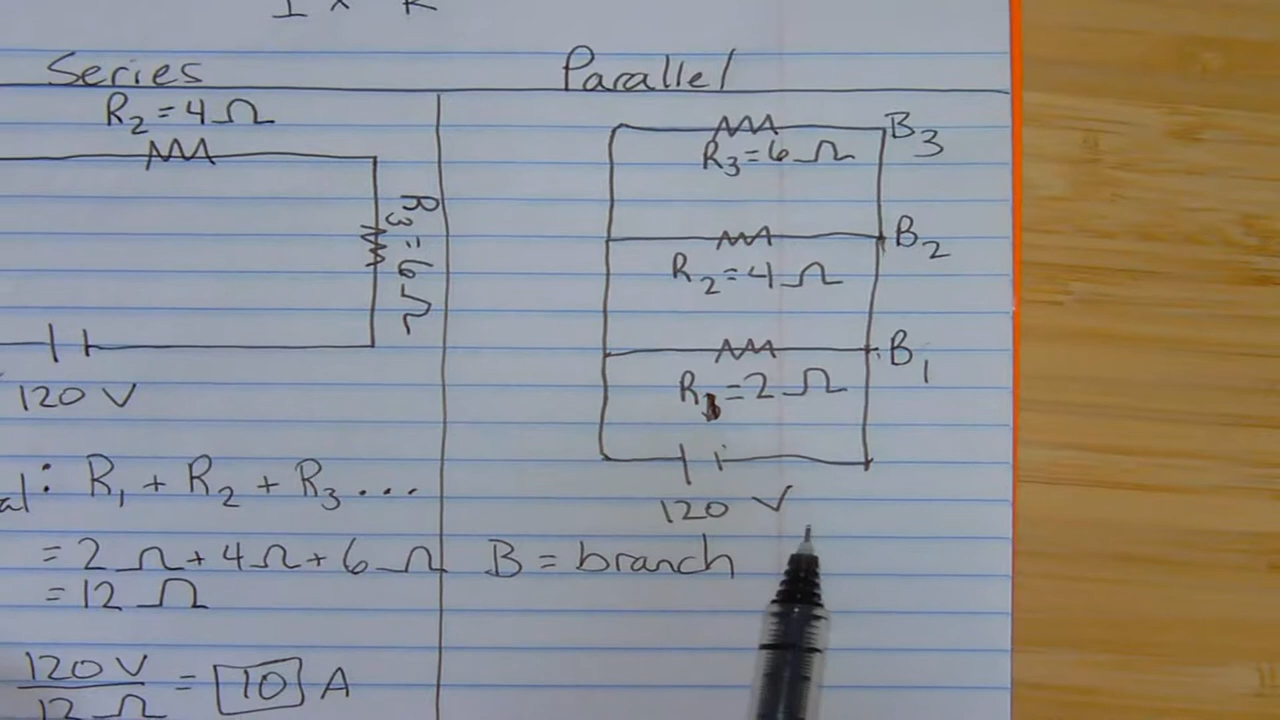 I × R
Series
R₂ = 4 Ω
R₃ = 6 Ω
120 V
al: R₁ + R₂ + R₃ ...
= 2 Ω + 4 Ω + 6 Ω
= 12 Ω
120 V
12 Ω
= 10 A
Parallel
B₃
R₃ = 6 Ω
B₂
R₂ = 4 Ω
B₁
R₁ = 2 Ω
120 V
B = branch